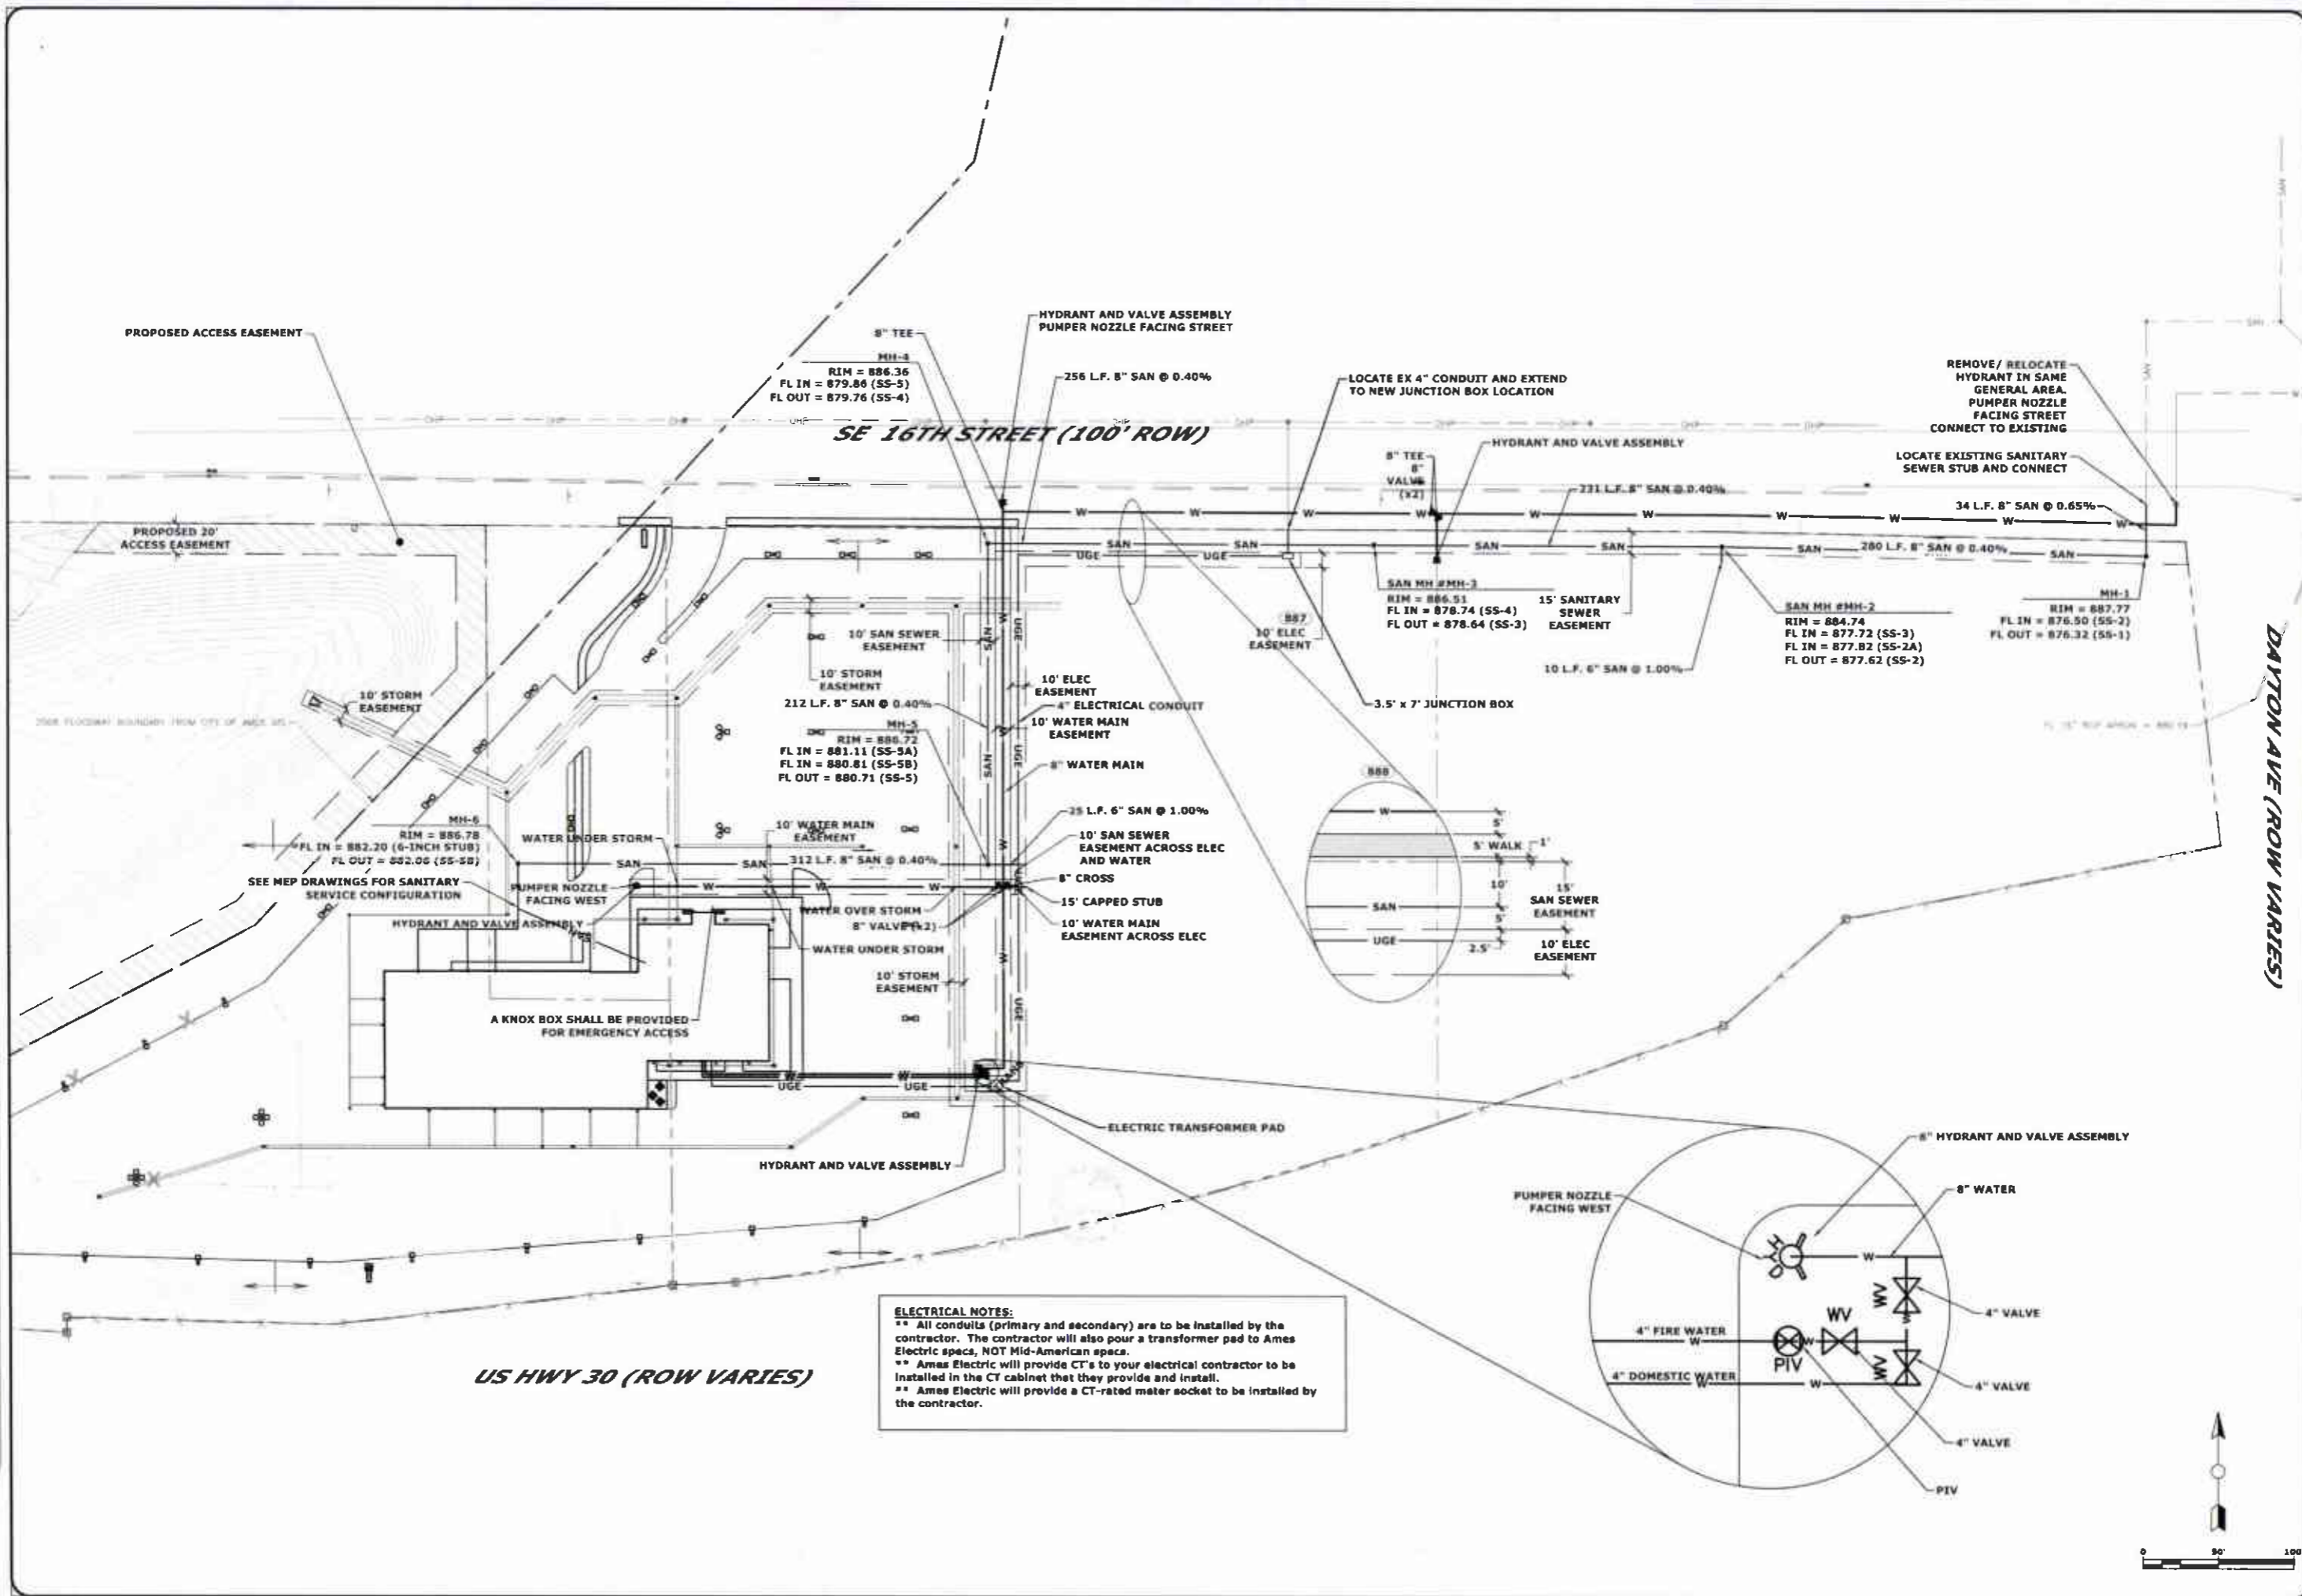 PROPOSED ACCESS EASEMENT
PROPOSED 20'
ACCESS EASEMENT
8" TEE
MH-4
RIM = 886.36
FL IN = 879.86 (SS-5)
FL OUT = 879.76 (SS-4)
HYDRANT AND VALVE ASSEMBLY
PUMPER NOZZLE FACING STREET
256 L.F. 8" SAN @ 0.40%
LOCATE EX 4" CONDUIT AND EXTEND
TO NEW JUNCTION BOX LOCATION
SE 16TH STREET (100' ROW)
8" TEE
8"
VALVE
(x2)
HYDRANT AND VALVE ASSEMBLY
231 L.F. 8" SAN @ 0.40%
REMOVE/ RELOCATE
HYDRANT IN SAME
GENERAL AREA.
PUMPER NOZZLE
FACING STREET
CONNECT TO EXISTING
LOCATE EXISTING SANITARY
SEWER STUB AND CONNECT
34 L.F. 8" SAN @ 0.65%
280 L.F. 8" SAN @ 0.40%
SAN MH #MH-3
RIM = 886.51
FL IN = 878.74 (SS-4)
FL OUT = 878.64 (SS-3)
15' SANITARY
SEWER
EASEMENT
SAN MH #MH-2
RIM = 884.74
FL IN = 877.72 (SS-3)
FL IN = 877.82 (SS-2A)
FL OUT = 877.62 (SS-2)
MH-1
RIM = 887.77
FL IN = 876.50 (SS-2)
FL OUT = 876.32 (SS-1)
10 L.F. 6" SAN @ 1.00%
887
10' ELEC
EASEMENT
3.5' x 7' JUNCTION BOX
DAYTON AVE (ROW VARIES)
10' SAN SEWER
EASEMENT
10' STORM
EASEMENT
10' STORM
EASEMENT
212 L.F. 8" SAN @ 0.40%
MH-5
RIM = 886.72
FL IN = 881.11 (SS-5A)
FL IN = 880.81 (SS-5B)
FL OUT = 880.71 (SS-5)
10' ELEC
EASEMENT
4" ELECTRICAL CONDUIT
10' WATER MAIN
EASEMENT
8" WATER MAIN
25 L.F. 6" SAN @ 1.00%
10' SAN SEWER
EASEMENT ACROSS ELEC
AND WATER
8" CROSS
15' CAPPED STUB
10' WATER MAIN
EASEMENT ACROSS ELEC
MH-6
RIM = 886.78
FL IN = 882.20 (6-INCH STUB)
FL OUT = 882.06 (SS-5B)
WATER UNDER STORM
10' WATER MAIN
EASEMENT
312 L.F. 8" SAN @ 0.40%
SEE MEP DRAWINGS FOR SANITARY
SERVICE CONFIGURATION
PUMPER NOZZLE
FACING WEST
HYDRANT AND VALVE ASSEMBLY
WATER OVER STORM
8" VALVE (x2)
WATER UNDER STORM
10' STORM
EASEMENT
A KNOX BOX SHALL BE PROVIDED
FOR EMERGENCY ACCESS
888
W
5'
5' WALK
1'
10'
15'
SAN SEWER
EASEMENT
SAN
5'
UGE
2.5'
10' ELEC
EASEMENT
ELECTRIC TRANSFORMER PAD
HYDRANT AND VALVE ASSEMBLY
8" HYDRANT AND VALVE ASSEMBLY
PUMPER NOZZLE
FACING WEST
8" WATER
W
WV
4" VALVE
4" FIRE WATER
WV
PIV
WV
4" DOMESTIC WATER
4" VALVE
4" VALVE
PIV
US HWY 30 (ROW VARIES)
ELECTRICAL NOTES:
** All conduits (primary and secondary) are to be installed by the
contractor. The contractor will also pour a transformer pad to Ames
Electric specs, NOT Mid-American specs.
** Ames Electric will provide CT's to your electrical contractor to be
installed in the CT cabinet that they provide and install.
** Ames Electric will provide a CT-rated meter socket to be installed by
the contractor.
0 50' 100'